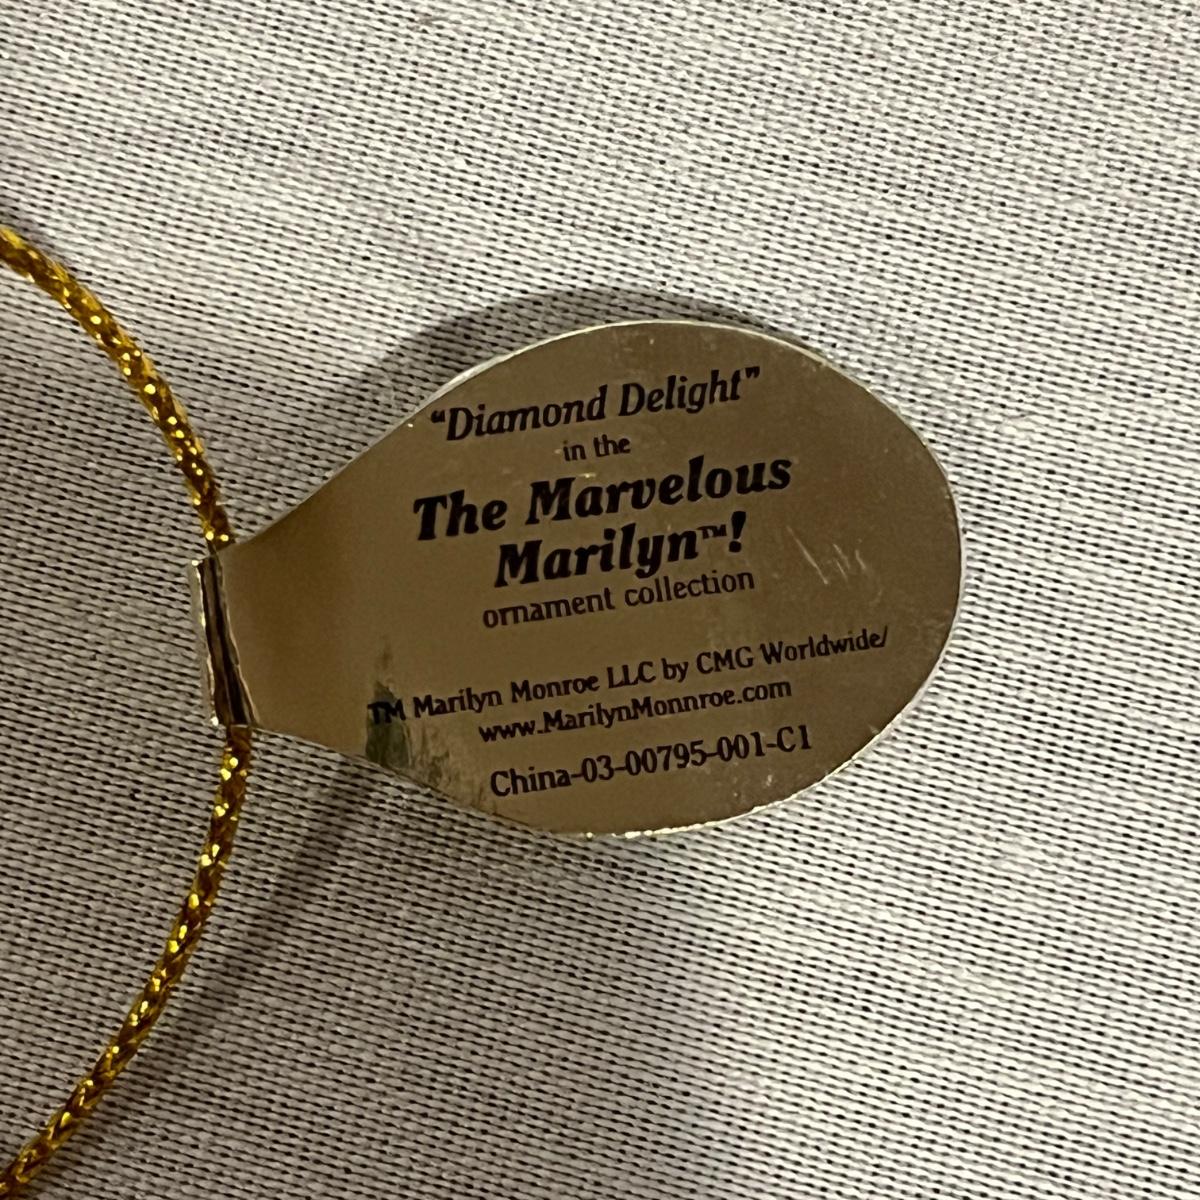 “Diamond Delight”
in the
The Marvelous
Marilyn™!
ornament collection
TM Marilyn Monroe LLC by CMG Worldwide/
www.MarilynMonnroe.com
China-03-00795-001-C1